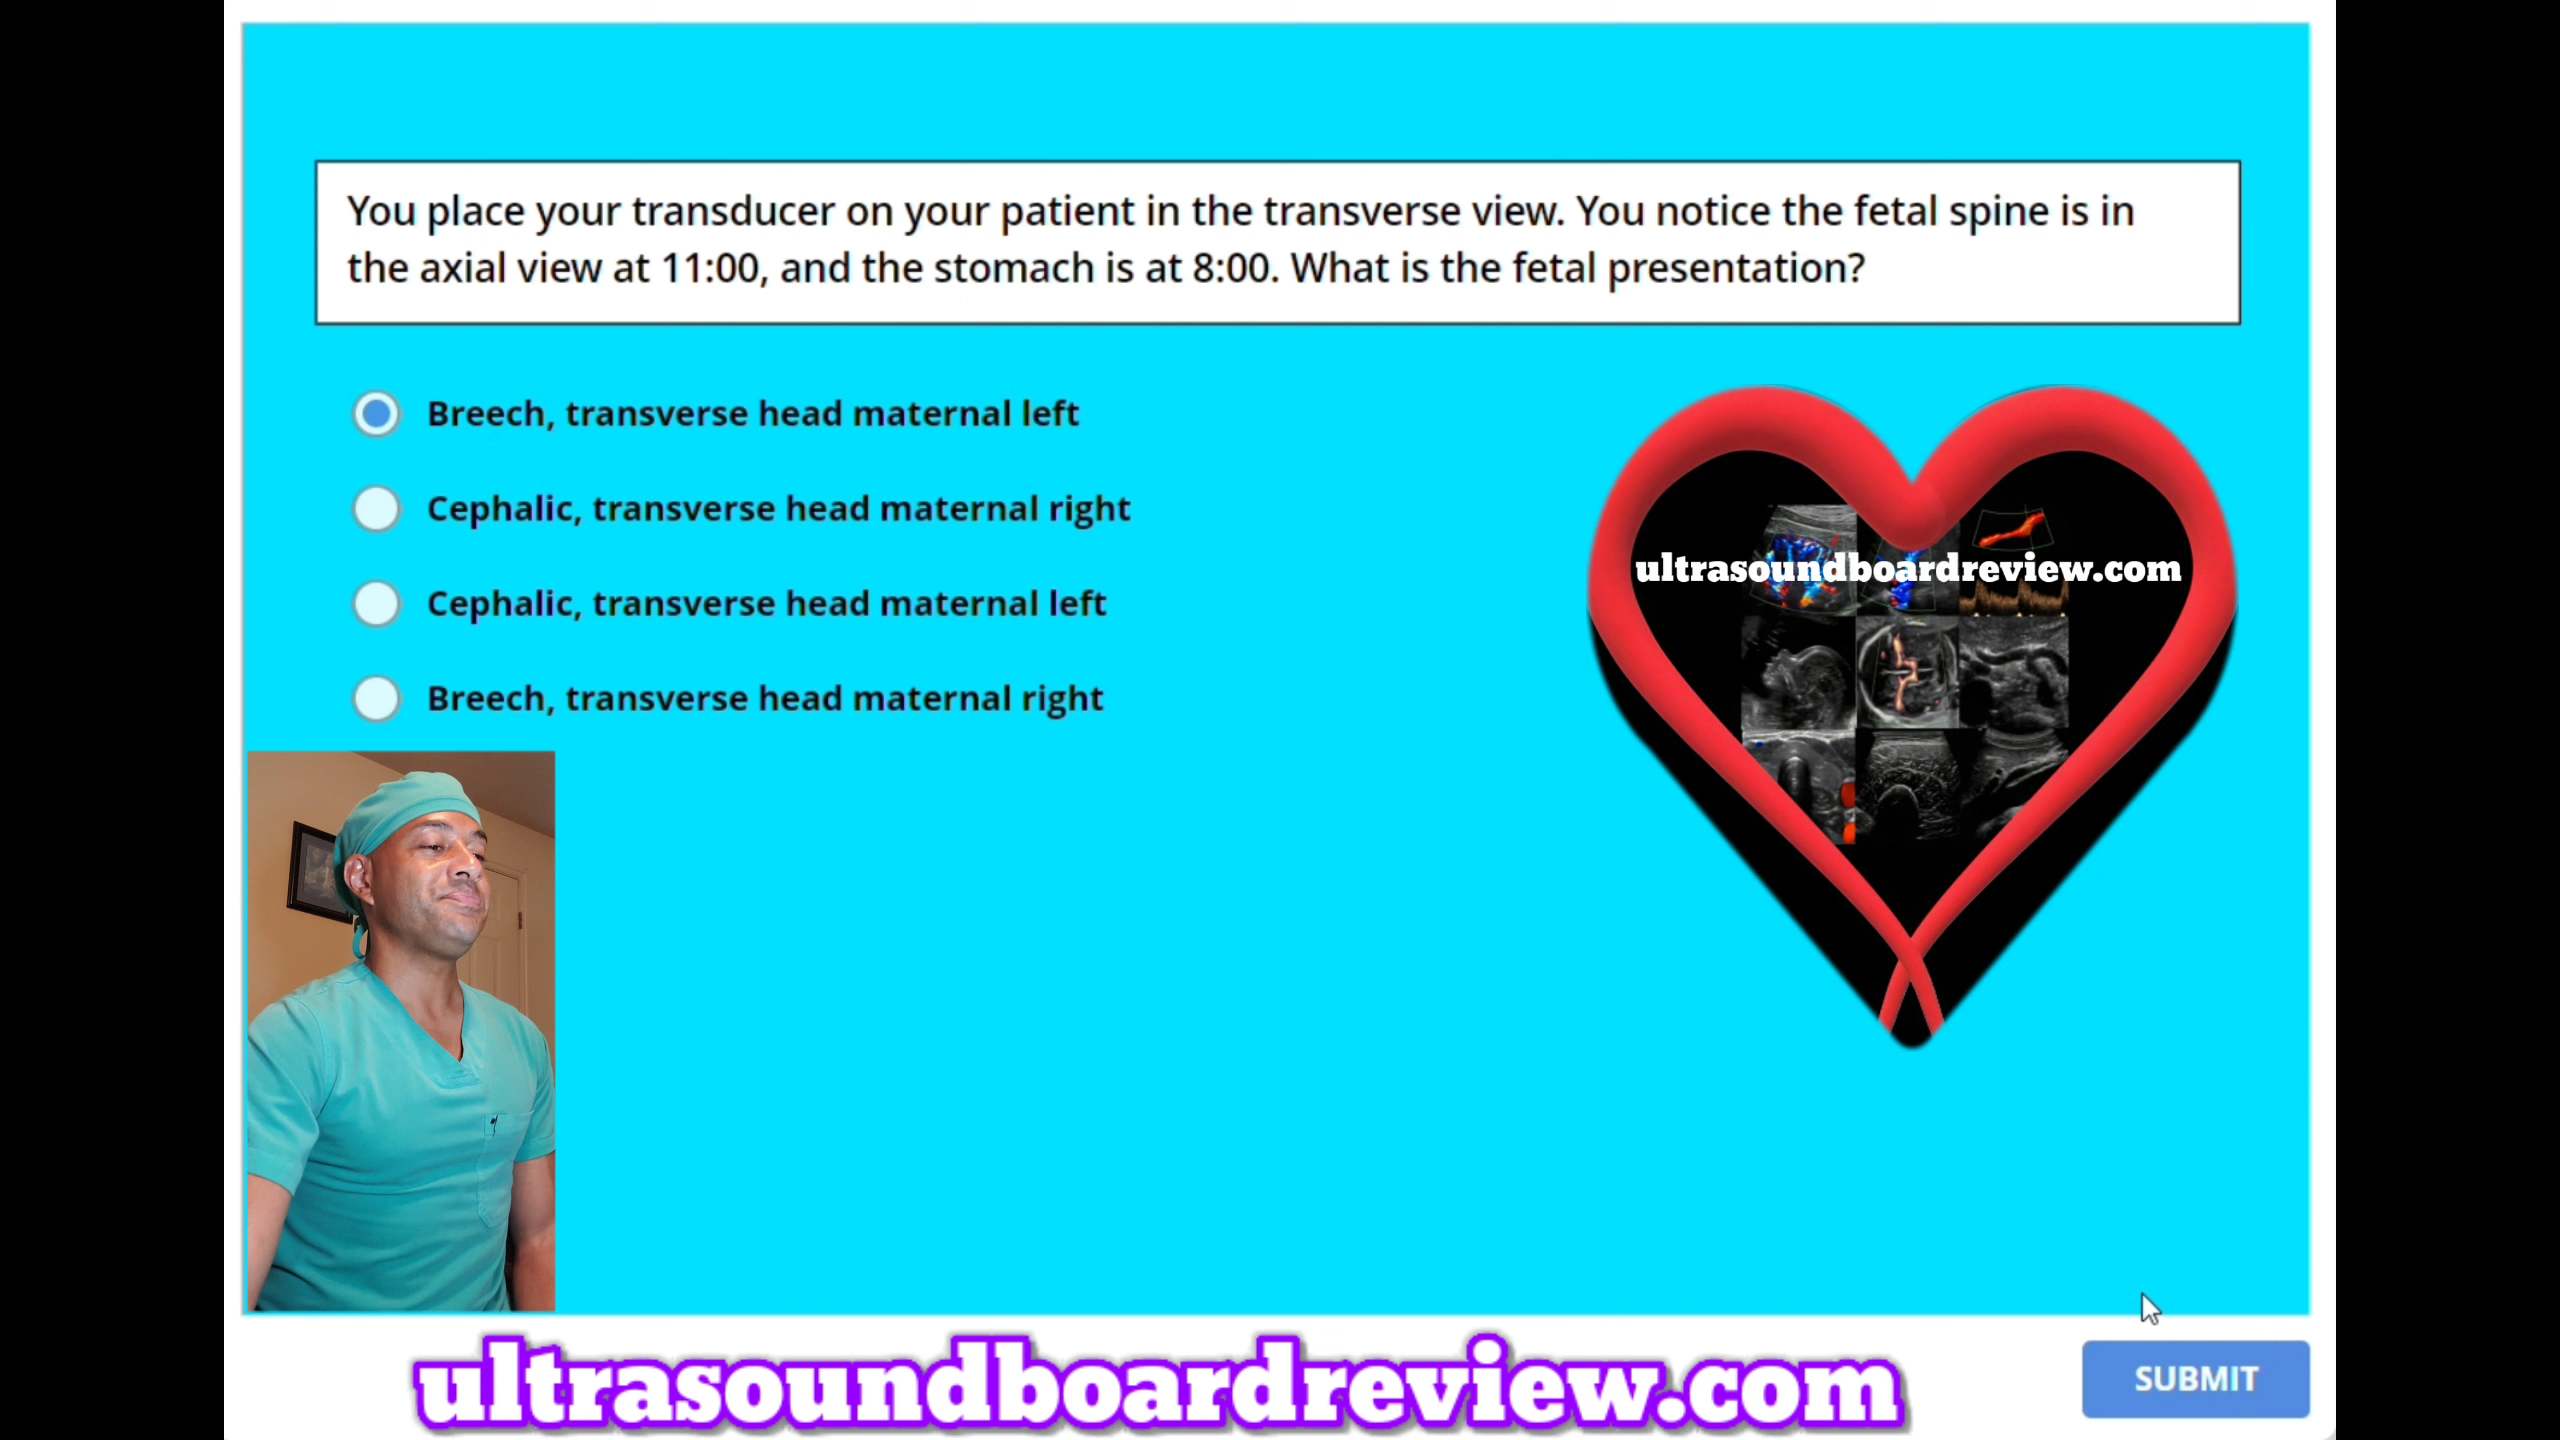 You place your transducer on your patient in the transverse view. You notice the fetal spine is in
the axial view at 11:00, and the stomach is at 8:00. What is the fetal presentation?
Breech, transverse head maternal left
Cephalic, transverse head maternal right
Cephalic, transverse head maternal left
Breech, transverse head maternal right
ultrasoundboardreview.com
ultrasoundboardreview.com
SUBMIT